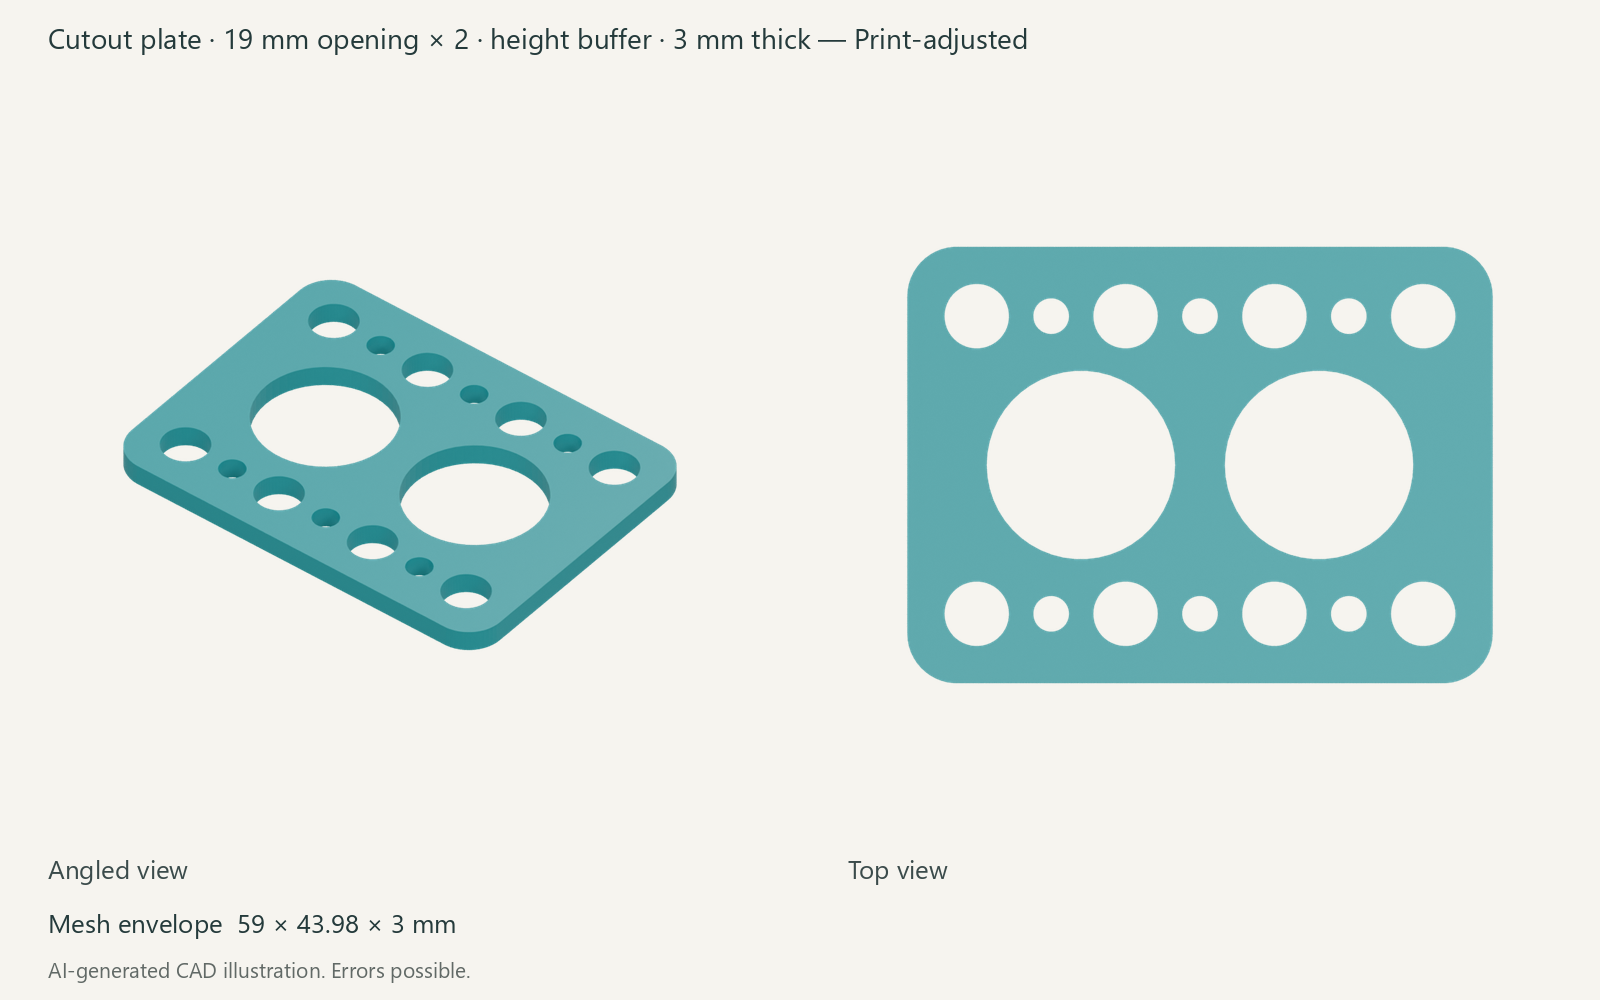 Cutout plate · 19 mm opening × 2 · height buffer · 3 mm thick — Print-adjusted
Angled view
Top view
Mesh envelope 59 × 43.98 × 3 mm
AI-generated CAD illustration. Errors possible.